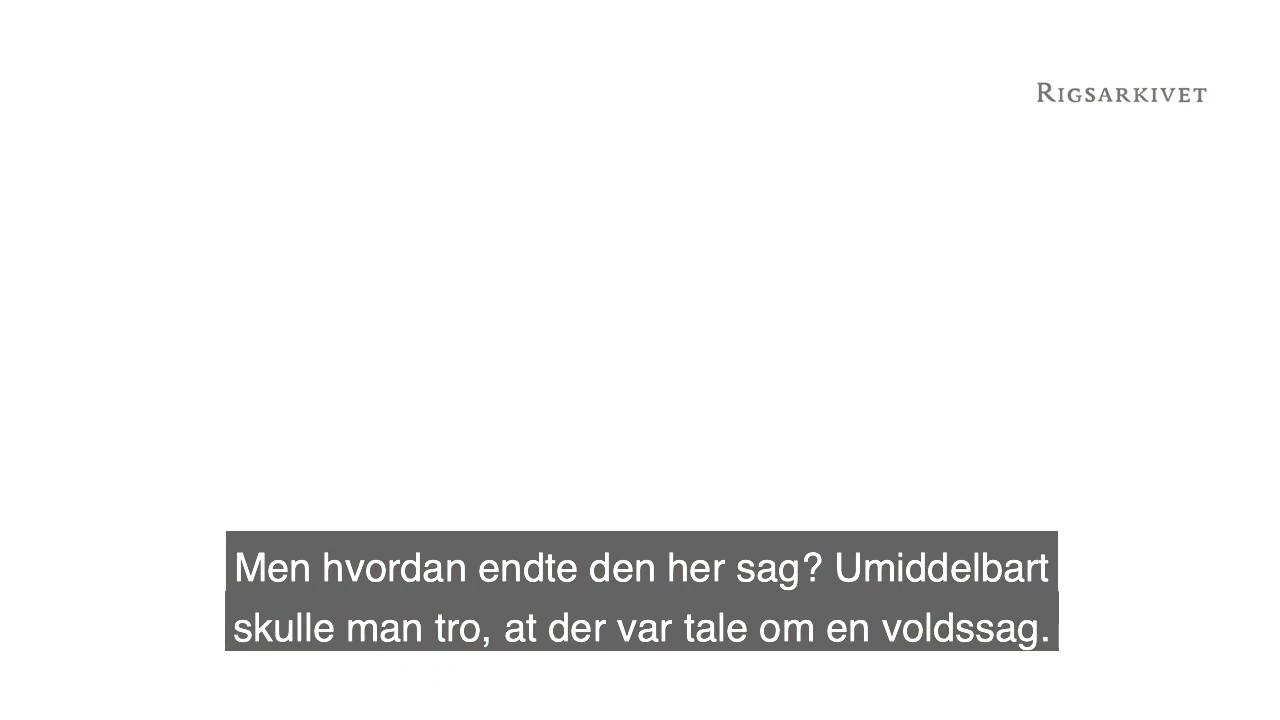 RIGSARKIVET
Men hvordan endte den her sag? Umiddelbart
skulle man tro, at der var tale om en voldssag.